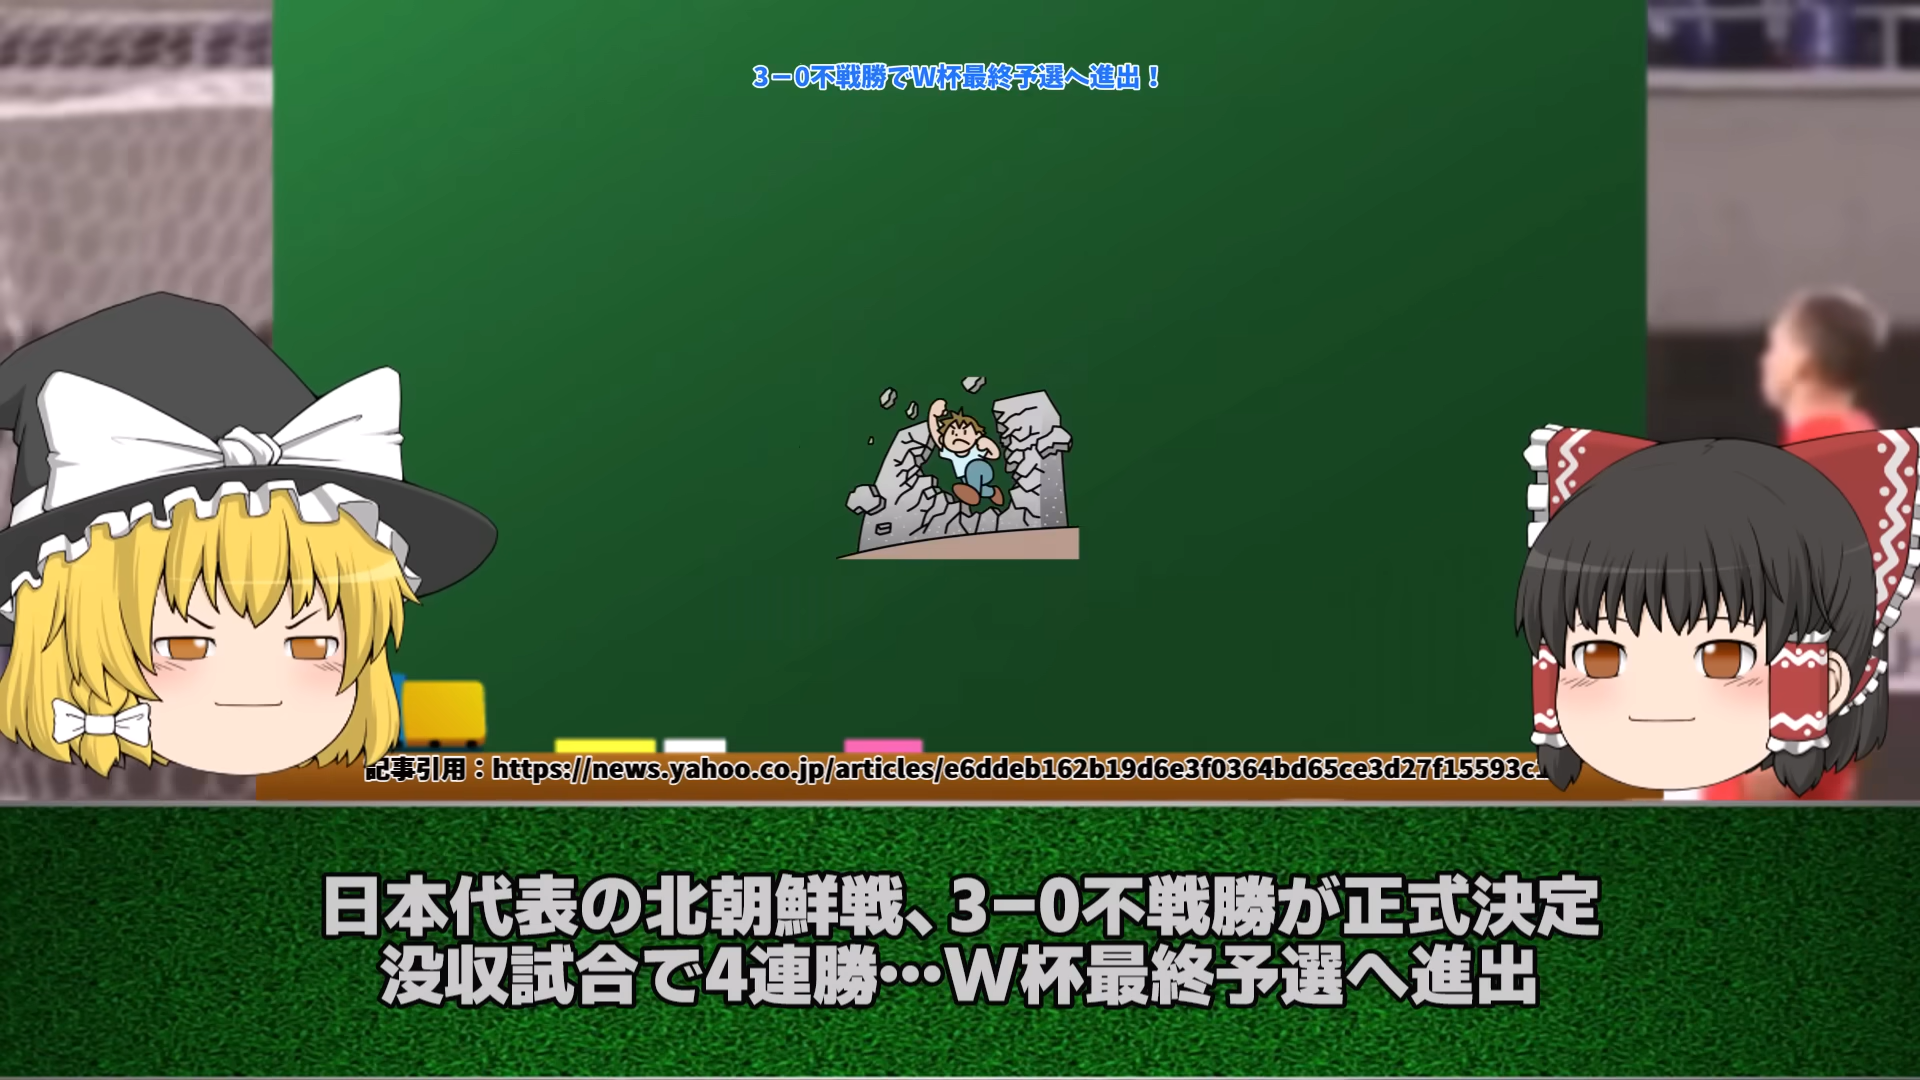 3－0不戦勝でW杯最終予選へ進出！
記事引用：https://news.yahoo.co.jp/articles/e6ddeb162b19d6e3f0364bd65ce3d27f15593c1
日本代表の北朝鮮戦、3−0不戦勝が正式決定
没収試合で4連勝…W杯最終予選へ進出